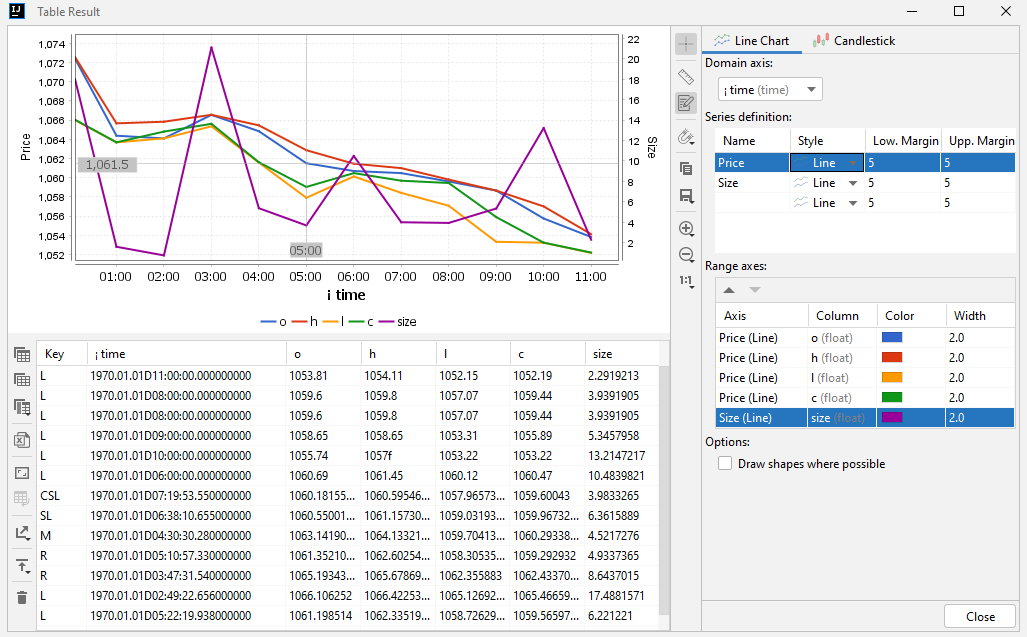 Table Result
1,074
1,072
1,070
1,068
1,066
1,064
1,062
1,060
1,058
1,056
1,054
1,052
Price
1,061.5
05:00
22
20
18
16
14
12
10
8
6
4
2
Size
01:00 02:00 03:00 04:00 05:00 06:00 07:00 08:00 09:00 10:00 11:00
¡ time
o h l c size
Key ¡ time o h l c size
L 1970.01.01D11:00:00.000000000 1053.81 1054.11 1052.15 1052.19 2.2919213
L 1970.01.01D08:00:00.000000000 1059.6 1059.8 1057.07 1059.44 3.9391905
L 1970.01.01D08:00:00.000000000 1059.6 1059.8 1057.07 1059.44 3.9391905
L 1970.01.01D09:00:00.000000000 1058.65 1058.65 1053.31 1055.89 5.3457958
L 1970.01.01D10:00:00.000000000 1055.74 1057f 1053.22 1053.22 13.2147217
L 1970.01.01D06:00:00.000000000 1060.69 1061.45 1060.12 1060.47 10.4839821
CSL 1970.01.01D07:19:53.550000000 1060.18155... 1060.59546... 1057.96573... 1059.60043 3.9833265
SL 1970.01.01D06:38:10.655000000 1060.55001... 1061.15730... 1059.03193... 1059.96732... 6.3615889
M 1970.01.01D04:30:30.280000000 1063.14190... 1064.13321... 1059.70413... 1060.29338... 4.5217276
R 1970.01.01D05:10:57.330000000 1061.35210... 1062.60254... 1058.30535... 1059.292932 4.9337365
R 1970.01.01D03:47:31.540000000 1065.19343... 1065.67869... 1062.355883 1062.43370... 8.6437015
L 1970.01.01D02:49:22.656000000 1066.106252 1066.42253... 1065.12692... 1065.46659... 17.4881571
L 1970.01.01D05:22:19.938000000 1061.198514 1062.33519... 1058.72629... 1059.56597... 6.221221
1:1
Line Chart Candlestick
Domain axis:
¡ time (time)
Series definition:
Name Style Low. Margin Upp. Margin
Price Line 5 5
Size Line 5 5
Line 5 5
Range axes:
Axis Column Color Width
Price (Line) o (float) 2.0
Price (Line) h (float) 2.0
Price (Line) l (float) 2.0
Price (Line) c (float) 2.0
Size (Line) size (float) 2.0
Options:
Draw shapes where possible
Close